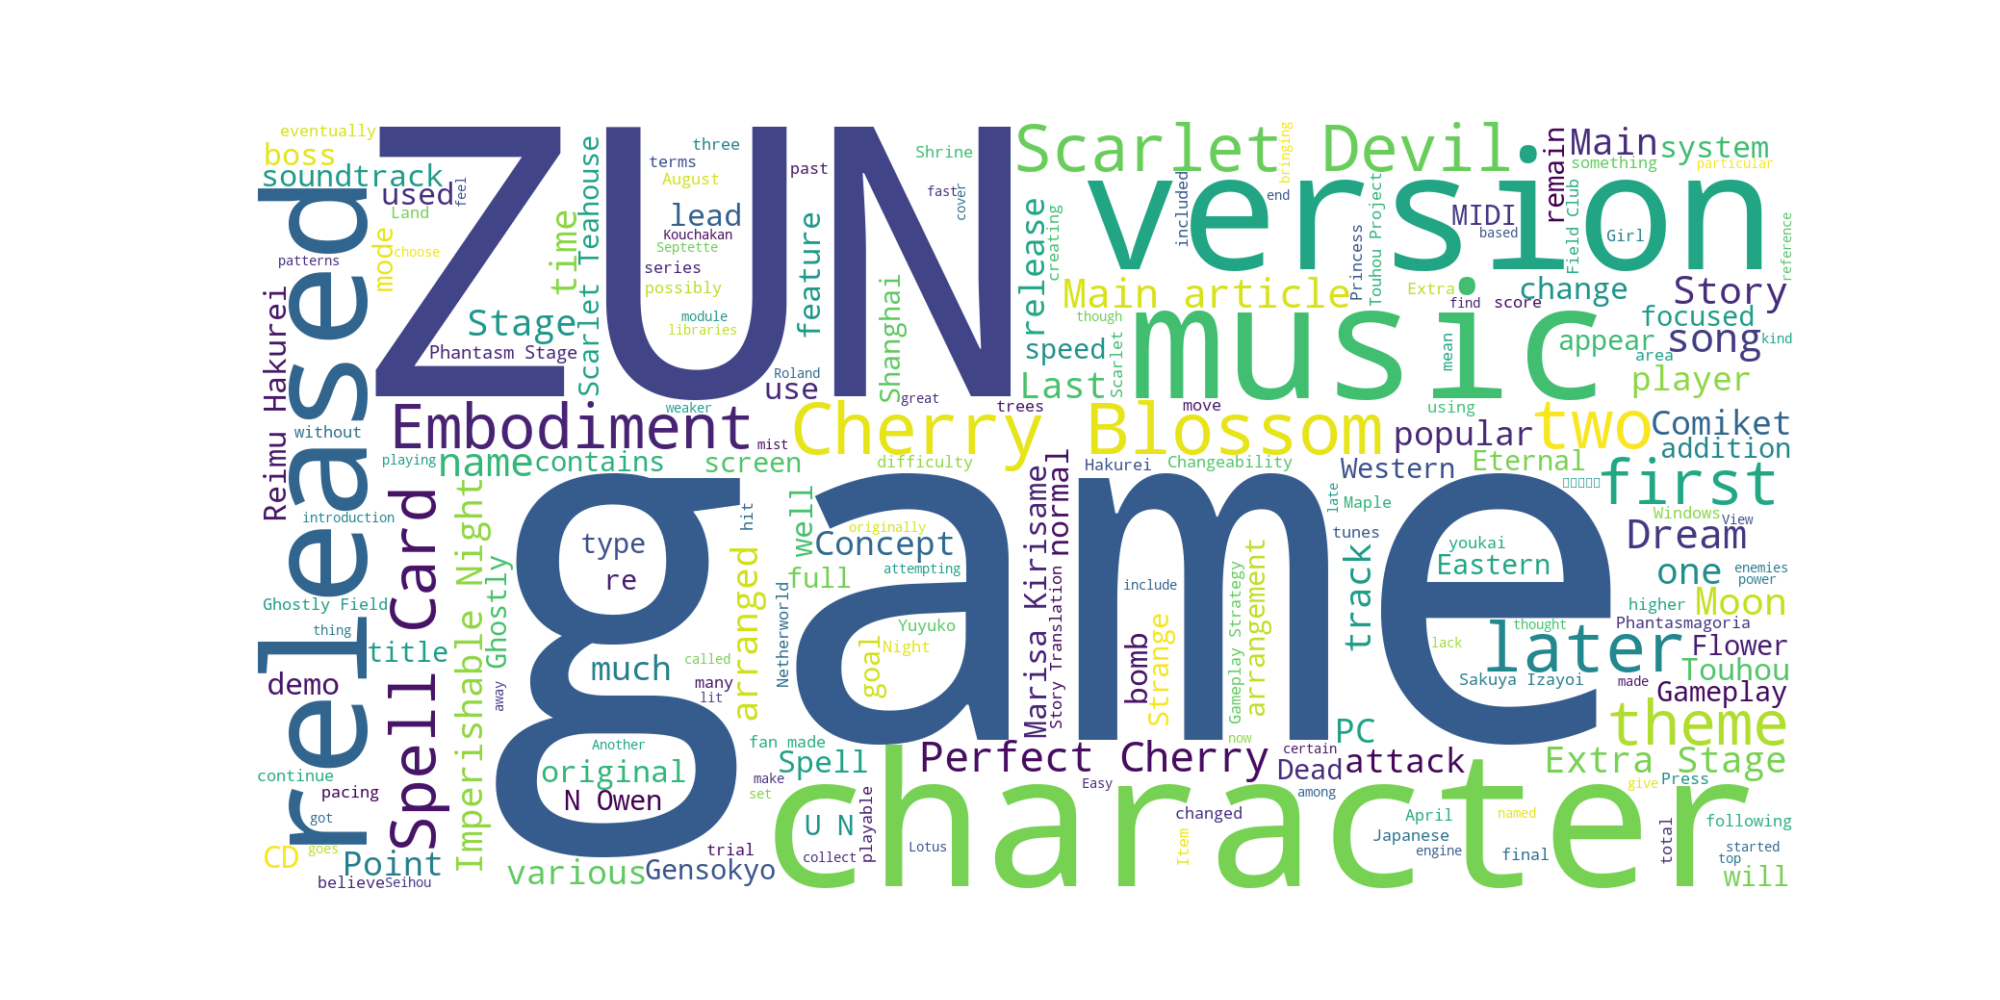 eventually
boss
soundtrack
used
feel
Land
mode
choose
patterns
released
Reimu Hakurei
without
introduction
Ghostly Field
thing
title
demo
continue
pacing
got
goes
CD
Point
believe
Seihou
ZUN
three
terms
August
past
lead
Kouchakan
Septette
series
possibly
module
libraries
time
Scarlet Teahouse
feature
Stage
Phantasm Stage
Roland
use
Shanghai
great
Shrine
fast
cover
Scarlet Devil
version
bringing
end
included
creating
release
Princess
Touhou Project
MIDI
based
Field Club
Girl
remain
Main
system
something
particular
reference
Main article
Extra
find
score
change
Story
though
music
mean
focused
song
kind
appear
area
speed
Last
Scarlet
player
Embodiment
weaker
mist
Cherry Blossom
trees
move
using
popular
two
Comiket
addition
playing
name
contains
screen
difficulty
Hakurei
Changeability
Western
Eternal
first
□□□□□
late
Maple
Windows
View
Dream
Spell Card
Imperishable Night
Ghostly
away
game
type
re
much
called
many
lit
arranged
hit
Netherworld
well
full
originally
Concept
attempting
Yuyuko
Night
goal
Marisa Kirisame
Story Translation
normal
include
bomb
Strange
Gameplay Strategy
now
arrangement
tunes
track
youkai
Eastern
one
enemies
power
higher
Moon
Phantasmagoria
thought
lack
later
Flower
Touhou
Sakuya Izayoi
made
Gameplay
theme
PC
Another
original
N Owen
fan made
Spell
make
set
Perfect Cherry
Easy
certain
Dead
among
attack
Extra Stage
Press
give
character
U N
collect
playable
Lotus
changed
Item
April
Japanese
engine
named
final
total
following
started
top
will
various
trial
Gensokyo